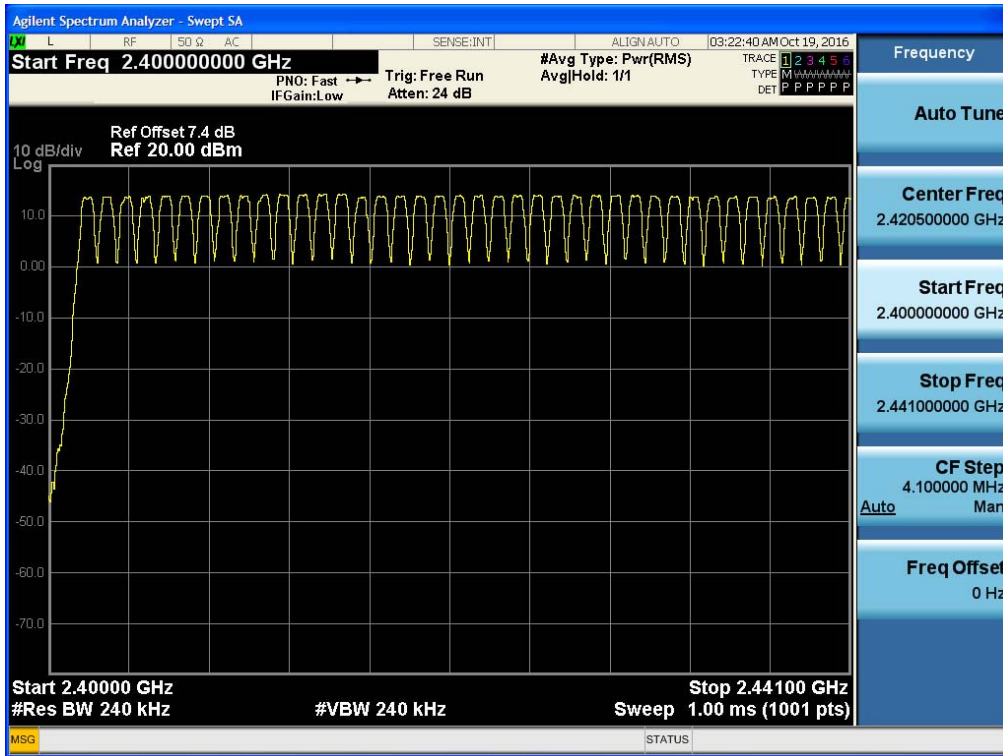 Agilent Spectrum Analyzer - Swept SA
LXI L RF 50 Ω AC SENSE:INT ALIGN AUTO 03:22:40 AM Oct 19, 2016
Start Freq 2.400000000 GHz
#Avg Type: Pwr(RMS)
TRACE 1 2 3 4 5 6
PNO: Fast
Trig: Free Run
Avg|Hold: 1/1
TYPE M
IFGain:Low
Atten: 24 dB
DET P P P P P P
Ref Offset 7.4 dB
10 dB/div Ref 20.00 dBm
Log
10.0
0.00
-10.0
-20.0
-30.0
-40.0
-50.0
-60.0
-70.0
Start 2.40000 GHz Stop 2.44100 GHz
#Res BW 240 kHz #VBW 240 kHz Sweep 1.00 ms (1001 pts)
MSG STATUS
Frequency
Auto Tune
Center Freq
2.420500000 GHz
Start Freq
2.400000000 GHz
Stop Freq
2.441000000 GHz
CF Step
4.100000 MHz
Auto Man
Freq Offset
0 Hz